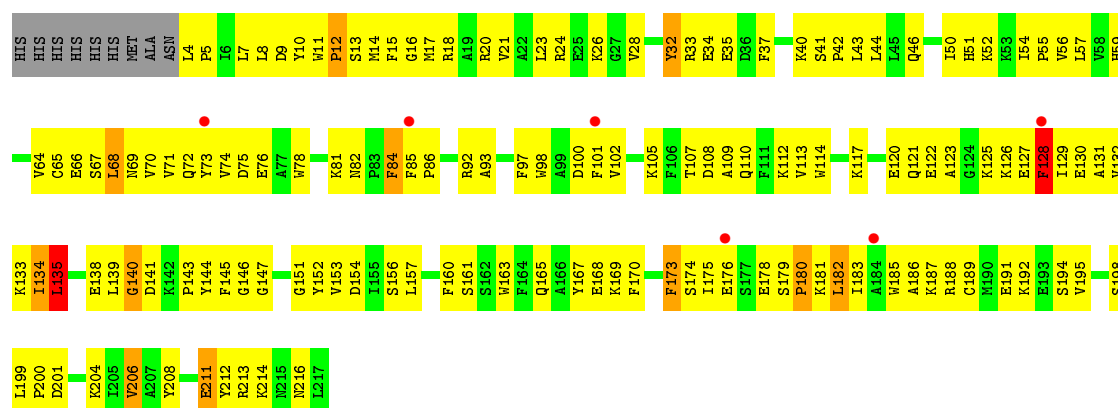 HIS HIS HIS HIS HIS HIS MET ALA ASN L4 P5 I6 L7 L8 D9 Y10 W11 P12 S13 M14 F15 G16 M17 R18 A19 R20 V21 A22 L23 R24 E25 K26 G27 V28 Y32 R33 E34 E35 D36 F37 K40 S41 P42 L43 L44 L45 Q46 I50 H51 K52 K53 I54 P55 V56 L57 V58 H59
V64 C65 E66 S67 L68 N69 V70 V71 Q72 Y73 V74 D75 E76 A77 W78 K81 N82 P83 F84 F85 P86 R92 A93 F97 W98 A99 D100 F101 V102 K105 F106 T107 D108 A109 Q110 F111 K112 V113 W114 K117 E120 Q121 E122 A123 G124 K125 K126 E127 F128 I129 E130 A131 V132
K133 I134 L135 E138 L139 G140 D141 K142 P143 Y144 F145 G146 G147 G151 Y152 V153 D154 I155 S156 L157 F160 S161 S162 W163 F164 Q165 A166 Y167 E168 K169 F170 F173 S174 I175 E176 S177 E178 S179 P180 K181 L182 I183 A184 W185 A186 K187 R188 C189 M190 E191 K192 E193 S194 V195 S198
L199 P200 D201 K204 I205 V206 A207 Y208 E211 Y212 R213 K214 N215 N216 L217